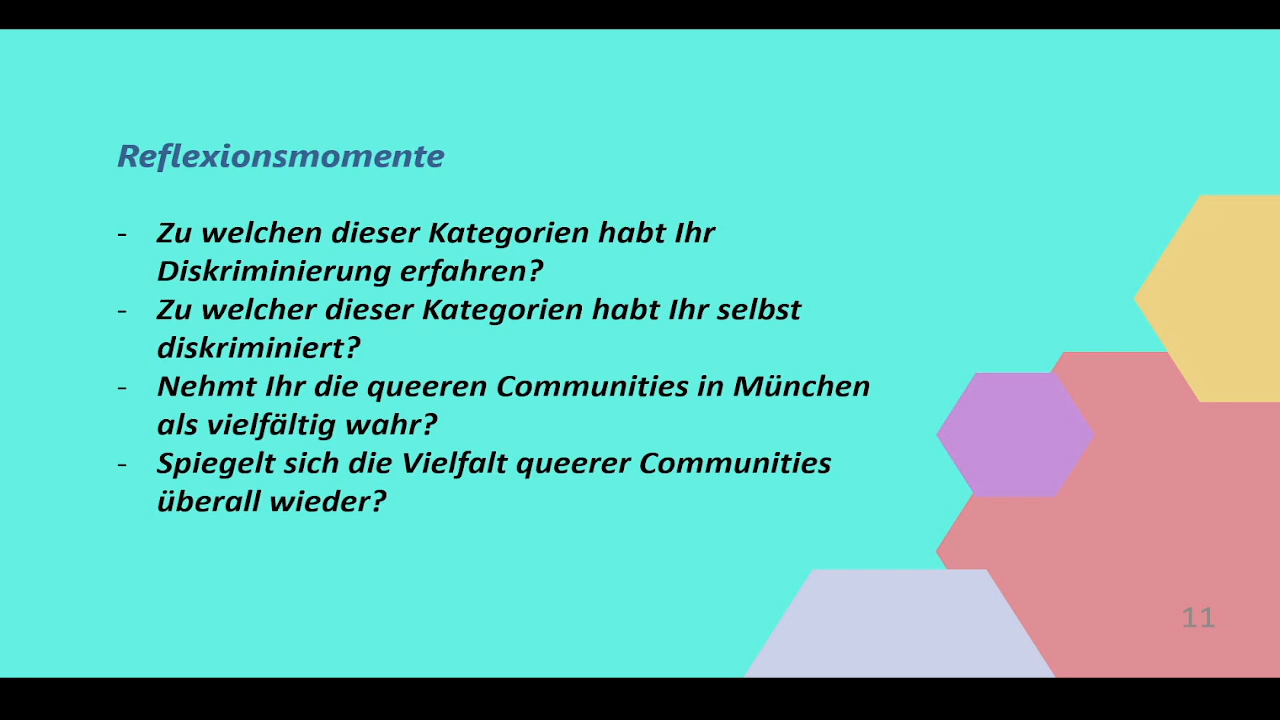 Reflexionsmomente
- Zu welchen dieser Kategorien habt Ihr
Diskriminierung erfahren?
- Zu welcher dieser Kategorien habt Ihr selbst
diskriminiert?
- Nehmt Ihr die queeren Communities in München
als vielfältig wahr?
- Spiegelt sich die Vielfalt queerer Communities
überall wieder?
11